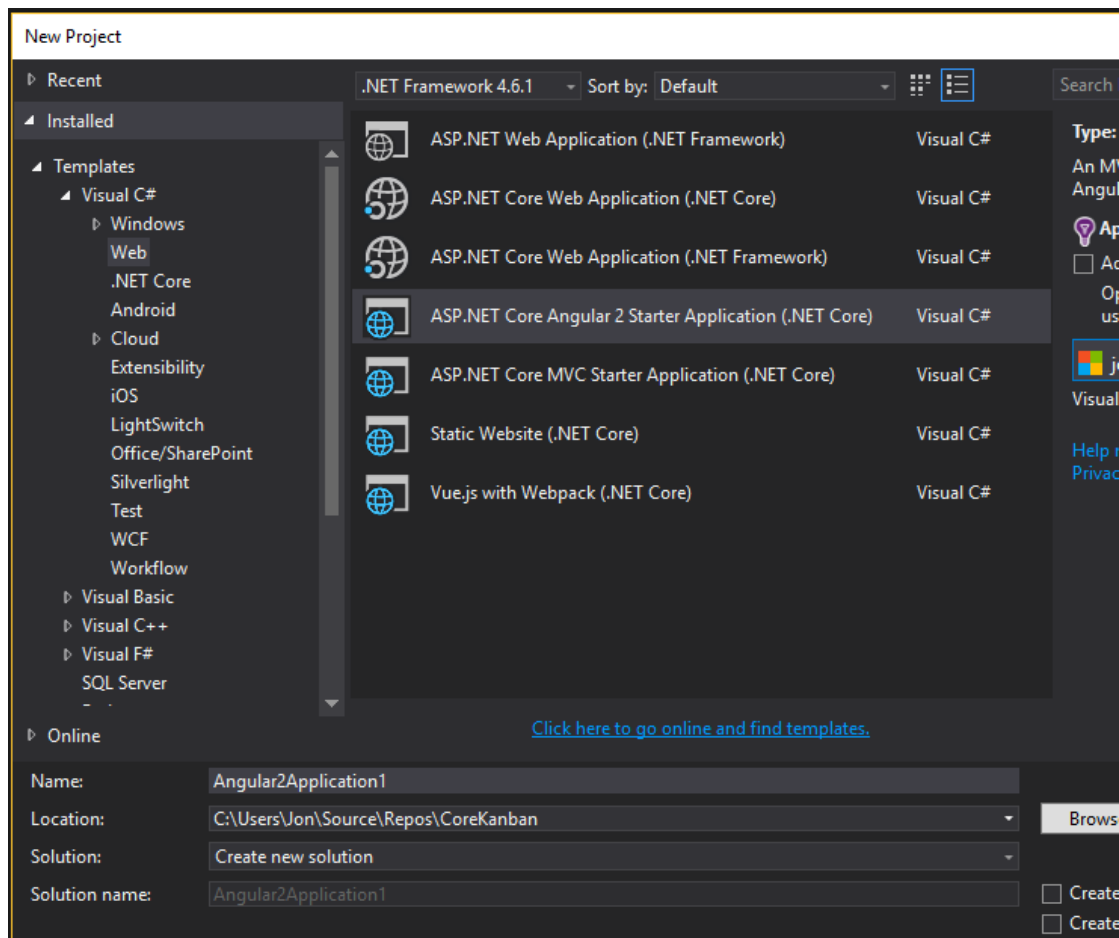 New Project
Recent
Installed
Templates
Visual C#
Windows
Web
.NET Core
Android
Cloud
Extensibility
iOS
LightSwitch
Office/SharePoint
Silverlight
Test
WCF
Workflow
Visual Basic
Visual C++
Visual F#
SQL Server
Online
.NET Framework 4.6.1 Sort by: Default
ASP.NET Web Application (.NET Framework) Visual C#
ASP.NET Core Web Application (.NET Core) Visual C#
ASP.NET Core Web Application (.NET Framework) Visual C#
ASP.NET Core Angular 2 Starter Application (.NET Core) Visual C#
ASP.NET Core MVC Starter Application (.NET Core) Visual C#
Static Website (.NET Core) Visual C#
Vue.js with Webpack (.NET Core) Visual C#
Click here to go online and find templates.
Search
Type:
An
Visual
Help
Name: Angular2Application1
Location: C:\Users\Jon\Source\Repos\CoreKanban
Solution: Create new solution
Solution name: Angular2Application1
Create
Create